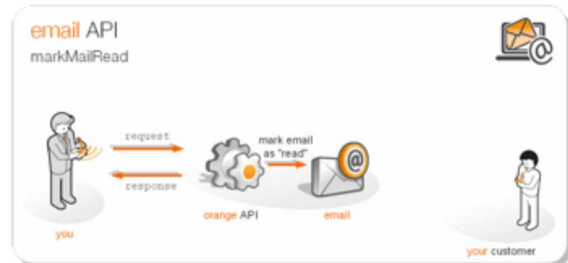 email API
markMailRead
request
mark email
as "read"
response
orange API
email
you
your customer